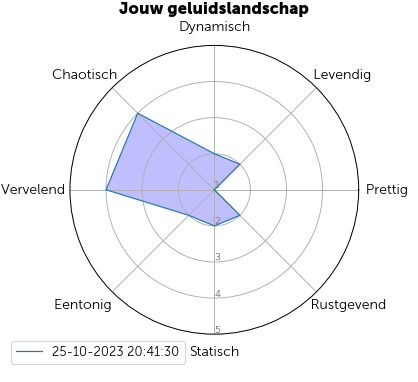 Jouw geluidslandschap
Dynamisch
Chaotisch
Levendig
Vervelend
Prettig
1
2
3
4
5
Eentonig
Rustgevend
25-10-2023 20:41:30
Statisch